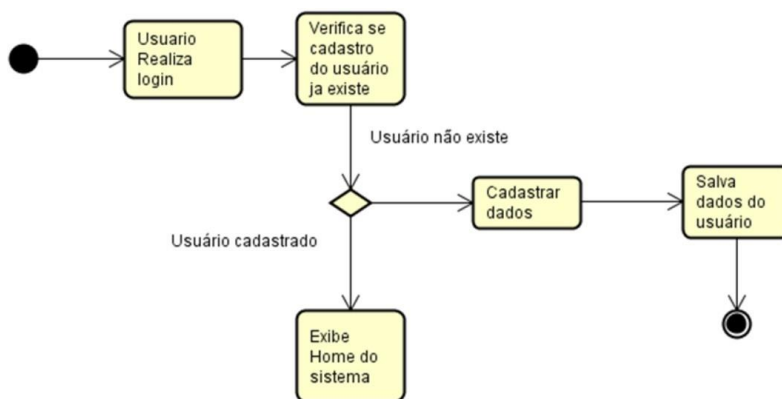 Usuario
Realiza
login
Verifica se
cadastro
do usuário
ja existe
Usuário não existe
Cadastrar
dados
Salva
dados do
usuário
Usuário cadastrado
Exibe
Home do
sistema